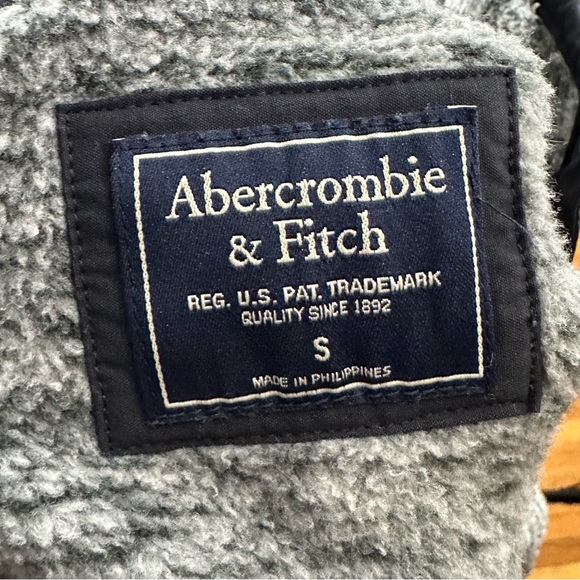 Abercrombie
& Fitch
REG. U.S. PAT. TRADEMARK
QUALITY SINCE 1892
S
MADE IN PHILIPPINES